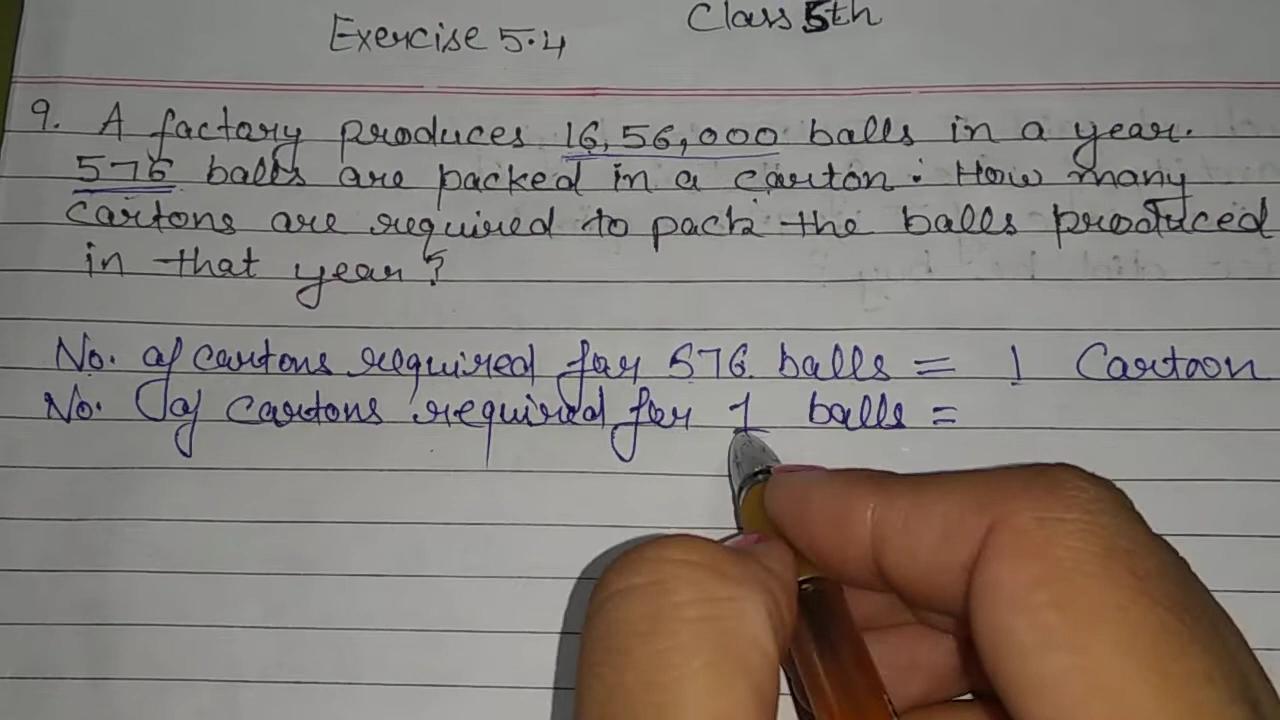 Class 5th
Exercise 5.4
9. A factory produces 16,56,000 balls in a year.
576 balls are packed in a carton. How many
cartons are required to pack the balls produced
in that year?
No. of cartons required for 576 balls = 1 Cartoon
No. of cartons required for 1 balls =